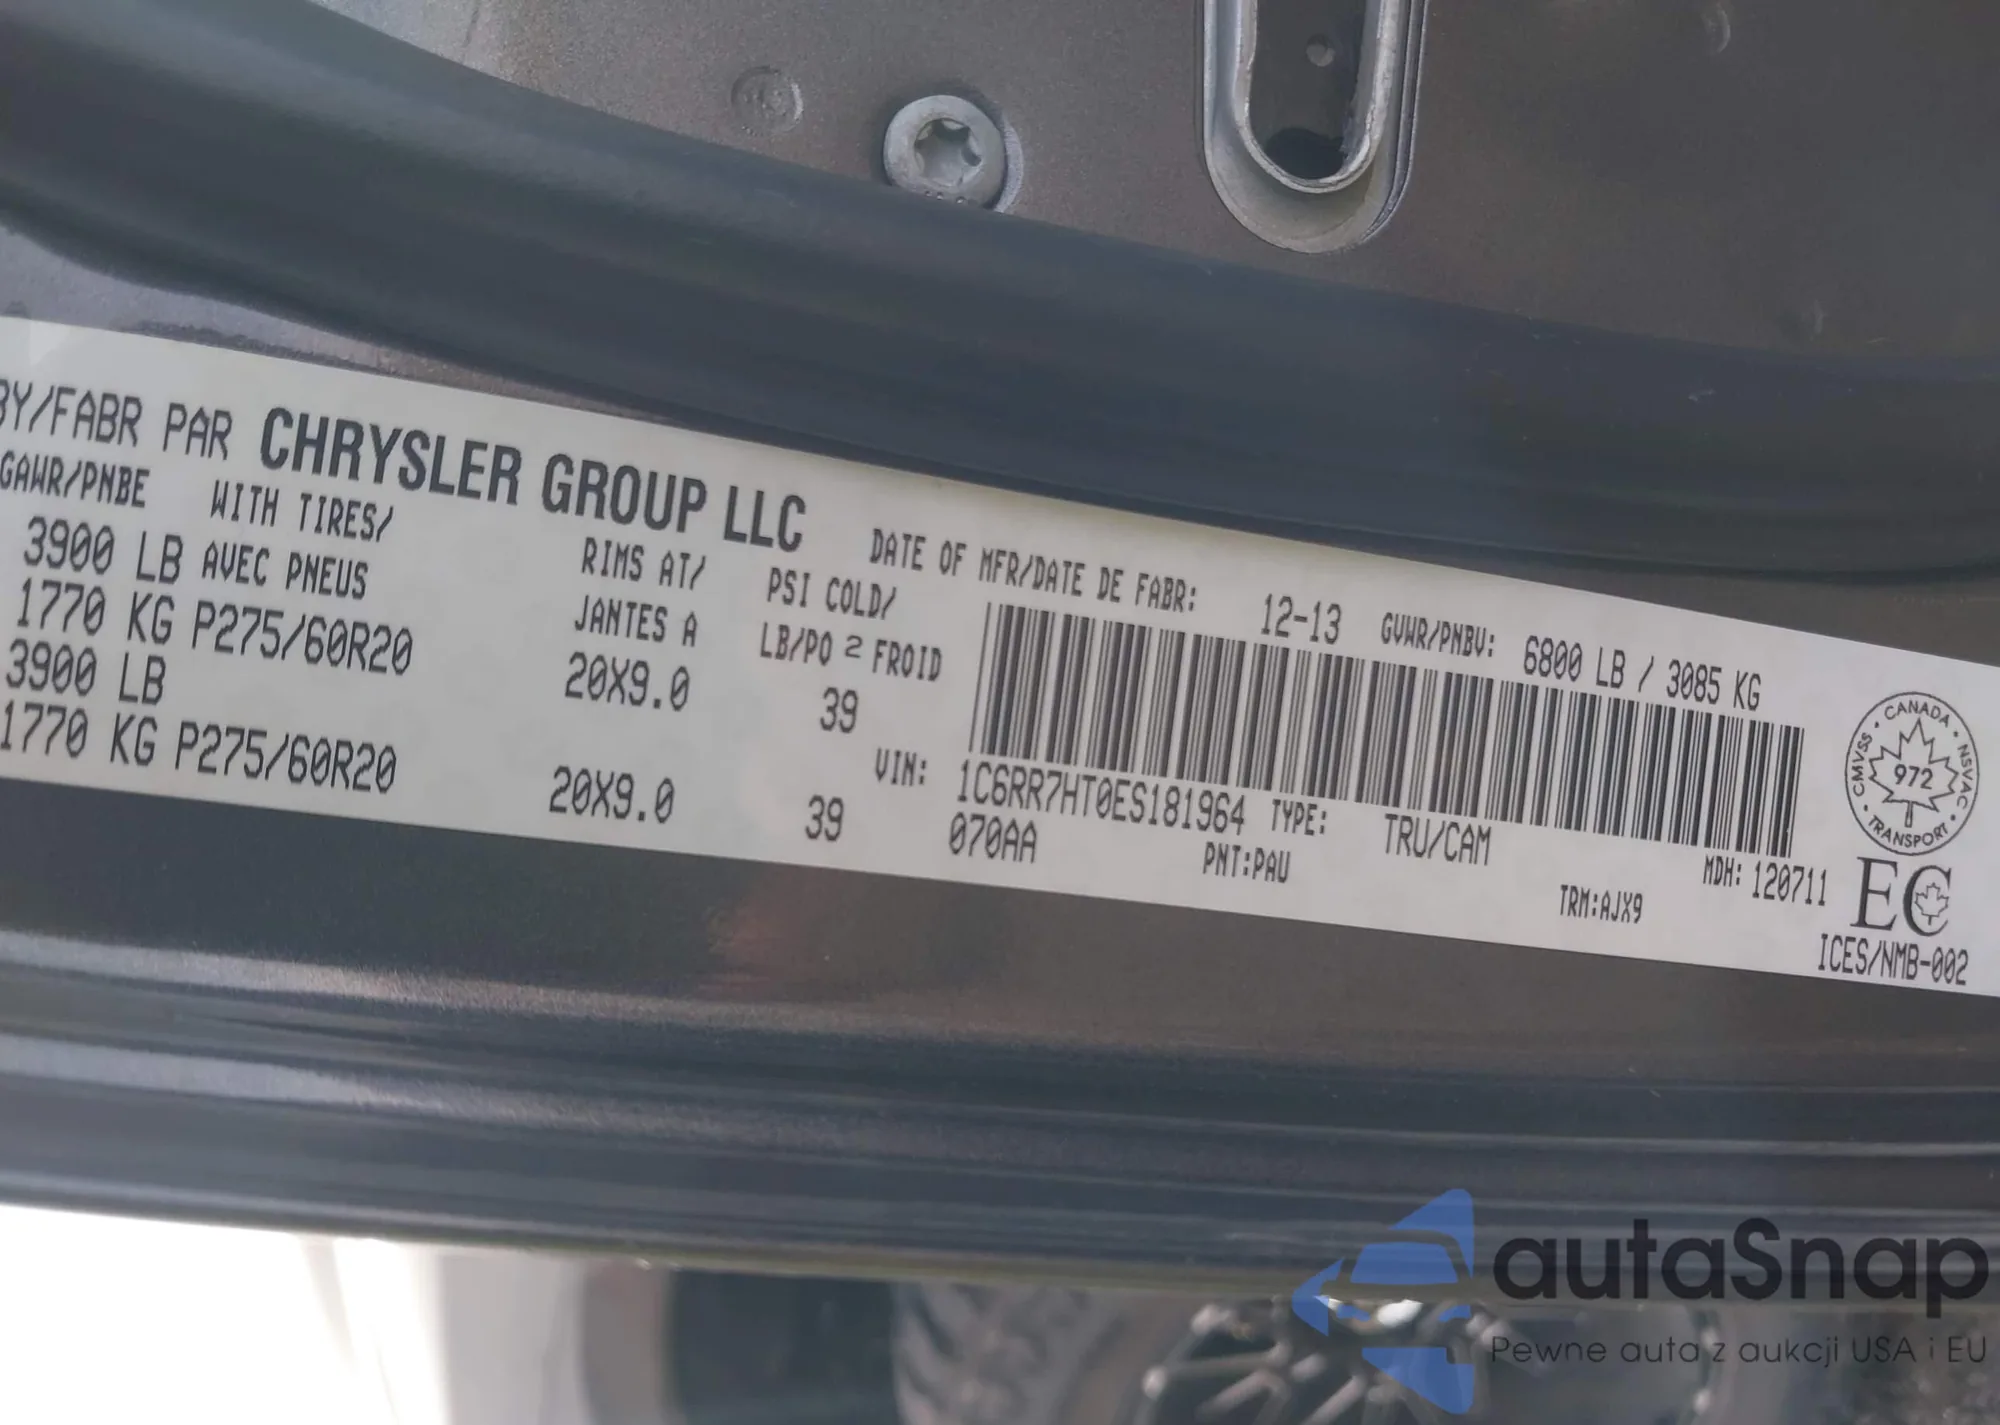 BY/FABR PAR CHRYSLER GROUP LLC DATE OF MFR/DATE DE FABR: 12-13 GVWR/PNBV: 6800 LB / 3085 KG
GAWR/PNBE WITH TIRES/ RIMS AT/ PSI COLD/
3900 LB AVEC PNEUS JANTES A LB/PO 2 FROID
1770 KG P275/60R20 20X9.0 39
3900 LB
1770 KG P275/60R20 20X9.0 39
VIN: 1C6RR7HT0ES181964 TYPE: TRU/CAM MDH: 120711
070AA PNT:PAU TRM:AJX9
CANADA
CMVSS
NSVAC
972
TRANSPORT
EC
ICES/NMB-002
autaSnap
Pewne auta z aukcji USA i EU